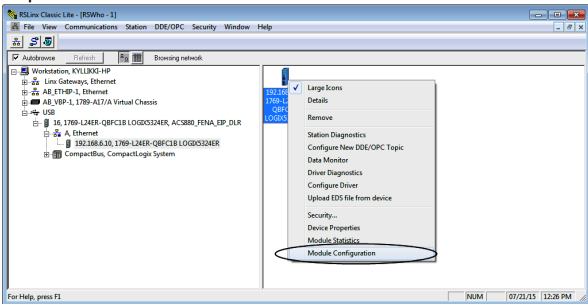 RSLinx Classic Lite - [RSWho - 1]
File View Communications Station DDE/OPC Security Window Help
Autobrowse Refresh Browsing network
Workstation, KYLLIKKI-HP
Linx Gateways, Ethernet
AB_ETHIP-1, Ethernet
AB_VBP-1, 1789-A17/A Virtual Chassis
USB
16, 1769-L24ER-QBFC1B LOGIX5324ER, ACS880_FENA_EIP_DLR
A, Ethernet
192.168.6.10, 1769-L24ER-QBFC1B LOGIX5324ER
CompactBus, CompactLogix System
192.168
1769-L2
QBFC
LOGIX5
Large Icons
Details
Remove
Station Diagnostics
Configure New DDE/OPC Topic
Data Monitor
Driver Diagnostics
Configure Driver
Upload EDS file from device
Security...
Device Properties
Module Statistics
Module Configuration
For Help, press F1 NUM 07/21/15 12:26 PM